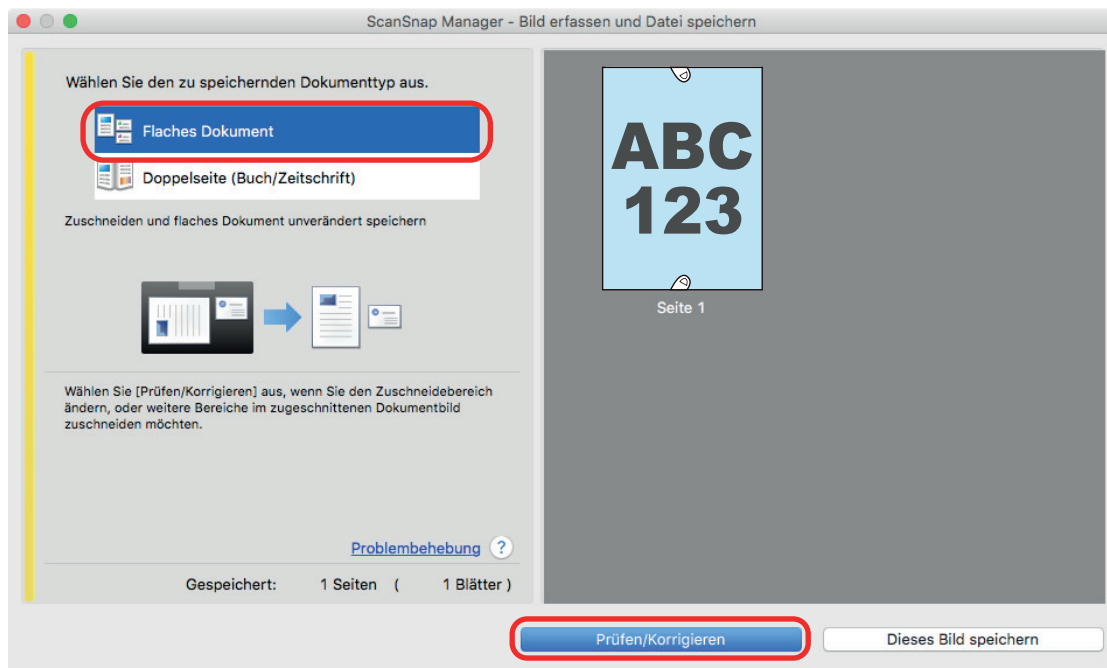 ScanSnap Manager - Bild erfassen und Datei speichern
Wählen Sie den zu speichernden Dokumenttyp aus.
Flaches Dokument
Doppelseite (Buch/Zeitschrift)
Zuschneiden und flaches Dokument unverändert speichern
Wählen Sie [Prüfen/Korrigieren] aus, wenn Sie den Zuschneidebereich
ändern, oder weitere Bereiche im zugeschnittenen Dokumentbild
zuschneiden möchten.
Problembehebung ?
Gespeichert: 1 Seiten ( 1 Blätter )
ABC
123
Seite 1
Prüfen/Korrigieren
Dieses Bild speichern